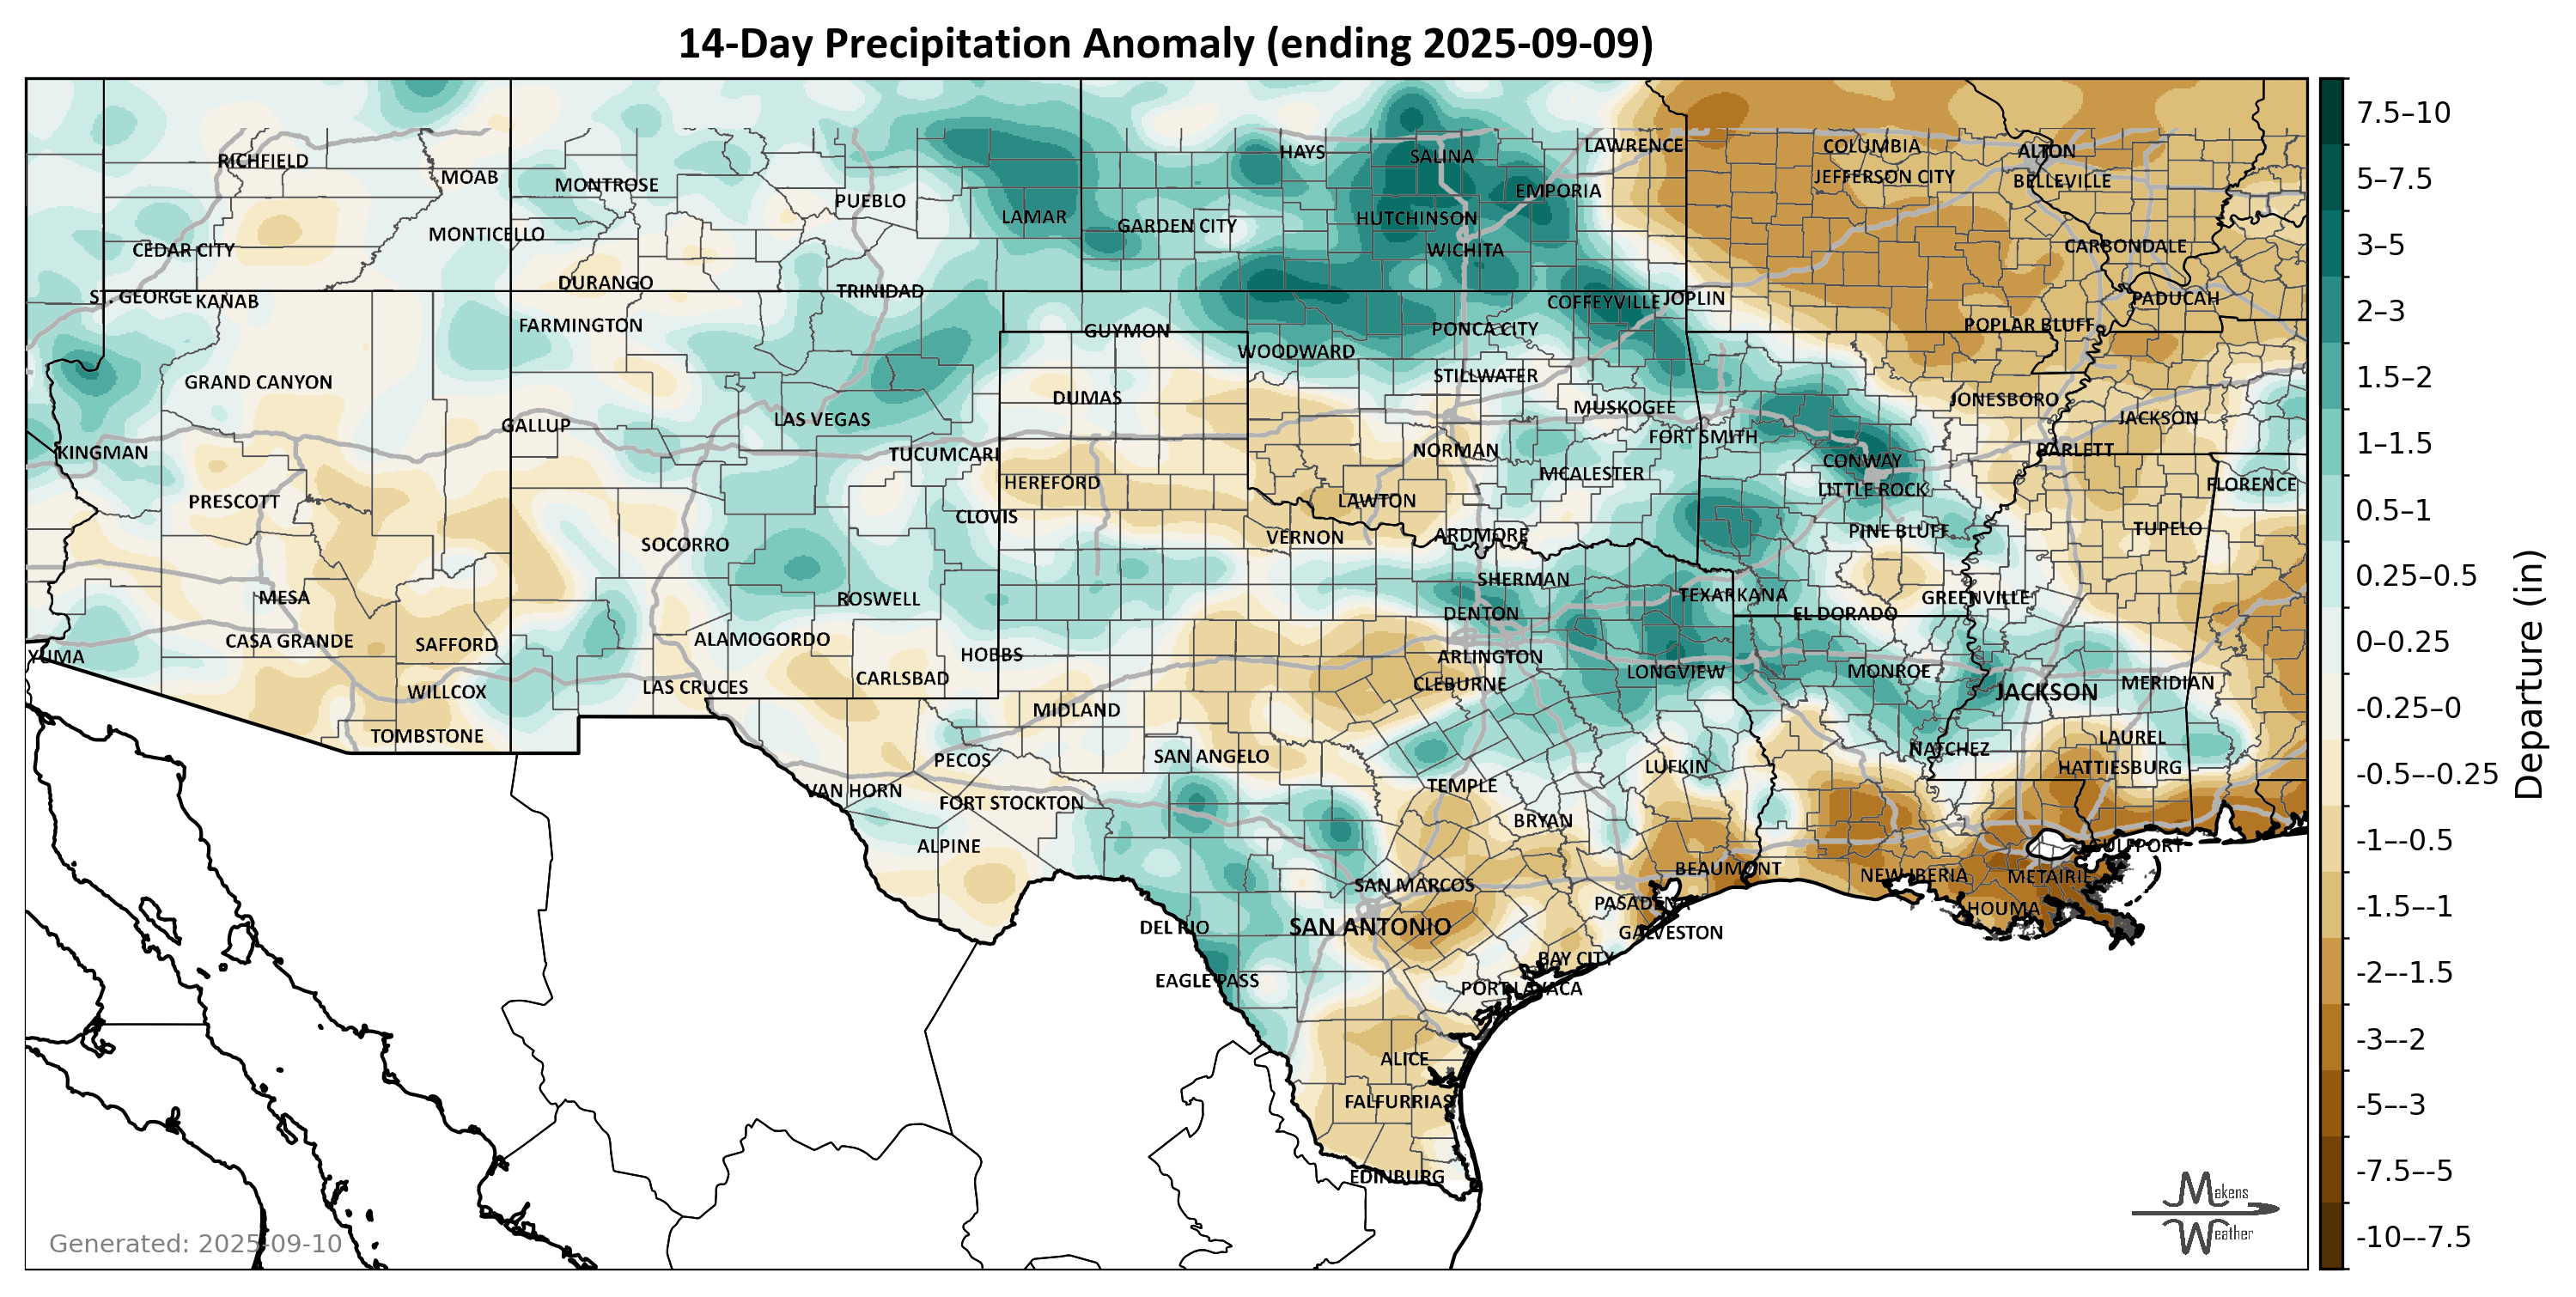 14-Day Precipitation Anomaly (ending 2025-09-09)
RICHFIELD
MOAB
MONTROSE
PUEBLO
LAMAR
HAYS
SALINA
LAWRENCE
COLUMBIA
ALTON
JEFFERSON CITY
BELLEVILLE
EMPORIA
GARDEN CITY
HUTCHINSON
WICHITA
CEDAR CITY
MONTICELLO
CARBONDALE
DURANGO
TRINIDAD
ST. GEORGE
KANAB
COFFEYVILLE
JOPLIN
PADUCAH
FARMINGTON
GUYMON
PONCA CITY
POPLAR BLUFF
WOODWARD
STILLWATER
GRAND CANYON
DUMAS
MUSKOGEE
JONESBORO
JACKSON
GALLUP
LAS VEGAS
FORT SMITH
KINGMAN
TUCUMCARI
NORMAN
BARLETT
CONWAY
MCALESTER
HEREFORD
LITTLE ROCK
FLORENCE
PRESCOTT
LAWTON
CLOVIS
PINE BLUFF
TUPELO
SOCORRO
VERNON
ARDMORE
SHERMAN
MESA
ROSWELL
TEXARKANA
GREENVILLE
DENTON
EL DORADO
CASA GRANDE
SAFFORD
ALAMOGORDO
HOBBS
YUMA
ARLINGTON
LONGVIEW
MONROE
CARLSBAD
CLEBURNE
WILLCOX
LAS CRUCES
JACKSON
MERIDIAN
MIDLAND
TOMBSTONE
LAUREL
NATCHEZ
PECOS
SAN ANGELO
LUFKIN
HATTIESBURG
VAN HORN
TEMPLE
FORT STOCKTON
BRYAN
ALPINE
GULFPORT
BEAUMONT
NEW IBERIA
METAIRIE
SAN MARCOS
PASADENA
HOUMA
DEL RIO
SAN ANTONIO
GALVESTON
BAY CITY
EAGLE PASS
PORT LAVACA
ALICE
FALFURRIAS
EDINBURG
Generated: 2025-09-10
Makens
Weather
7.5–10
5–7.5
3–5
2–3
1.5–2
1–1.5
0.5–1
0.25–0.5
0–0.25
-0.25–0
-0.5–-0.25
-1–-0.5
-1.5–-1
-2–-1.5
-3–-2
-5–-3
-7.5–-5
-10–-7.5
Departure (in)